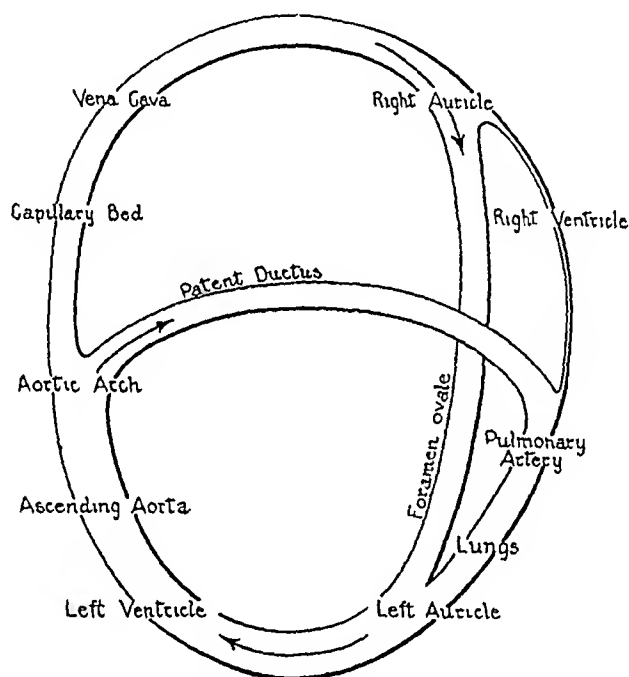 Vena Cava
Right Auricle
Capulary Bed
Right Ventricle
Patent Ductus
Aortic Arch
Foramen ovale
Pulmonary
Artery
Ascending Aorta
Lungs
Left Ventricle
Left Auricle